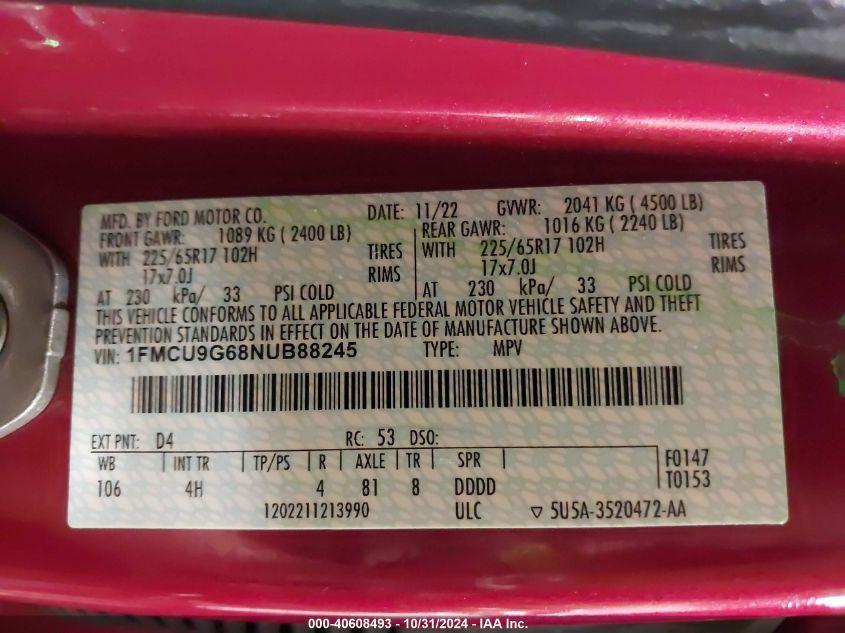 MFD. BY FORD MOTOR CO. DATE: 11/22 GVWR: 2041 KG ( 4500 LB)
FRONT GAWR: 1089 KG ( 2400 LB) REAR GAWR: 1016 KG ( 2240 LB)
WITH 225/65R17 102H TIRES WITH 225/65R17 102H TIRES
17x7.0J RIMS 17x7.0J RIMS
AT 230 kPa/ 33 PSI COLD AT 230 kPa/ 33 PSI COLD
THIS VEHICLE CONFORMS TO ALL APPLICABLE FEDERAL MOTOR VEHICLE SAFETY AND THEFT
PREVENTION STANDARDS IN EFFECT ON THE DATE OF MANUFACTURE SHOWN ABOVE.
VIN: 1FMCU9G68NUB88245 TYPE: MPV
EXT PNT: D4 RC: 53 DSO:
WB INT TR TP/PS R AXLE TR SPR F0147
106 4H 4 81 8 DDDD T0153
1202211213990 ULC ▽ 5U5A-3520472-AA
000-40608493 - 10/31/2024 - IAA Inc.